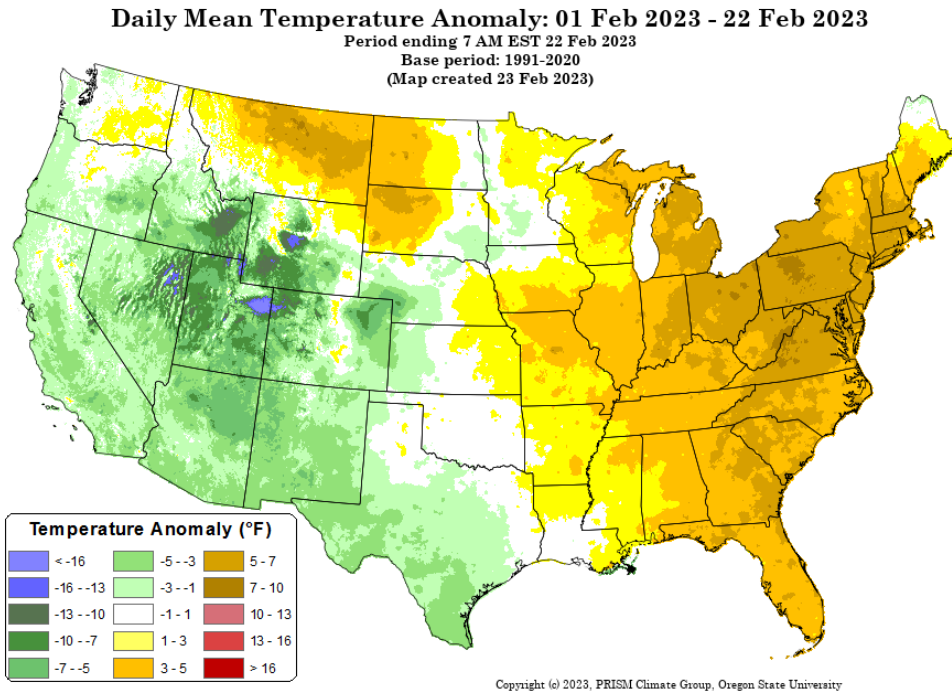 Daily Mean Temperature Anomaly: 01 Feb 2023 - 22 Feb 2023
Period ending 7 AM EST 22 Feb 2023
Base period: 1991-2020
(Map created 23 Feb 2023)
Temperature Anomaly (°F)
< -16
-16 - -13
-13 - -10
-10 - -7
-7 - -5
-5 - -3
-3 - -1
-1 - 1
1 - 3
3 - 5
5 - 7
7 - 10
10 - 13
13 - 16
> 16
Copyright (c) 2023, PRISM Climate Group, Oregon State University